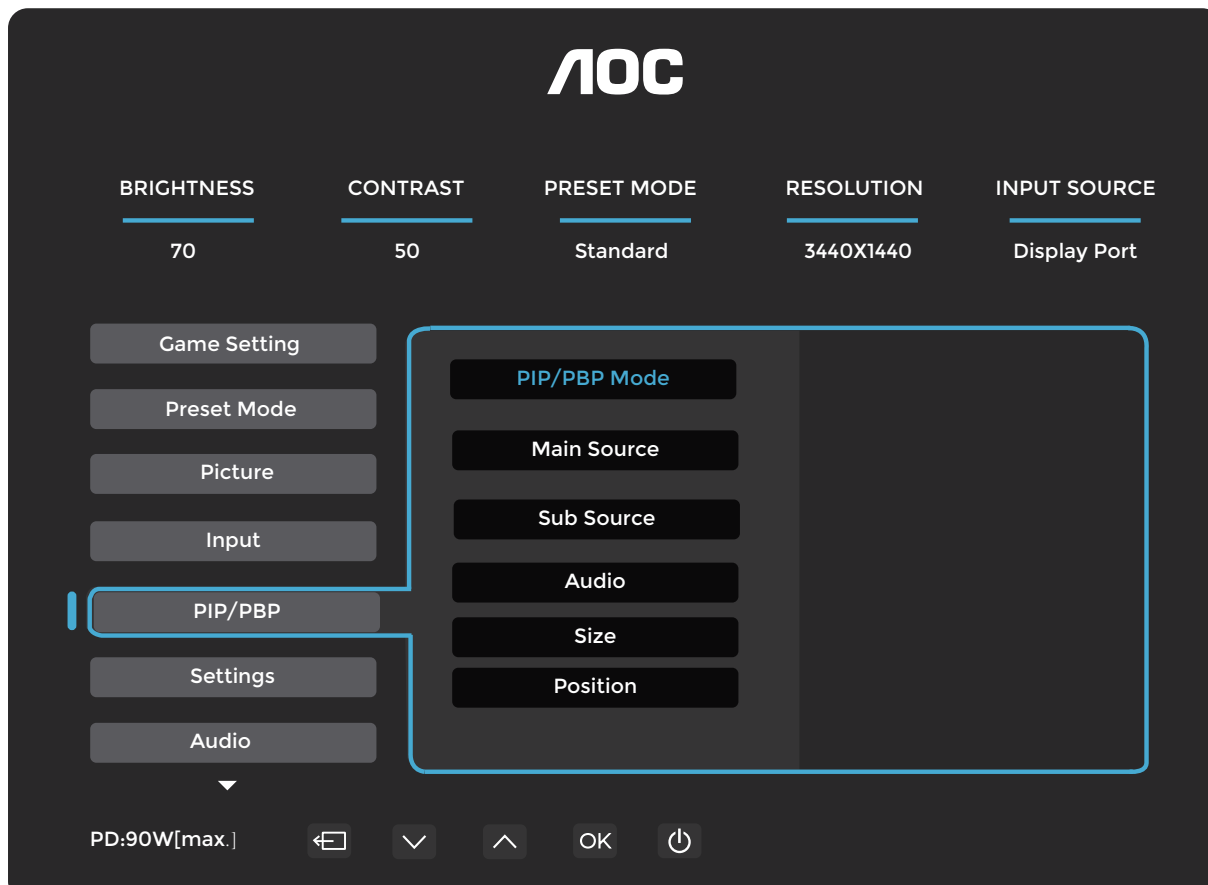 AOC
BRIGHTNESS CONTRAST PRESET MODE RESOLUTION INPUT SOURCE
70 50 Standard 3440X1440 Display Port
Game Setting
Preset Mode
Picture
Input
PIP/PBP
Settings
Audio
PIP/PBP Mode
Main Source
Sub Source
Audio
Size
Position
PD:90W[max.] OK